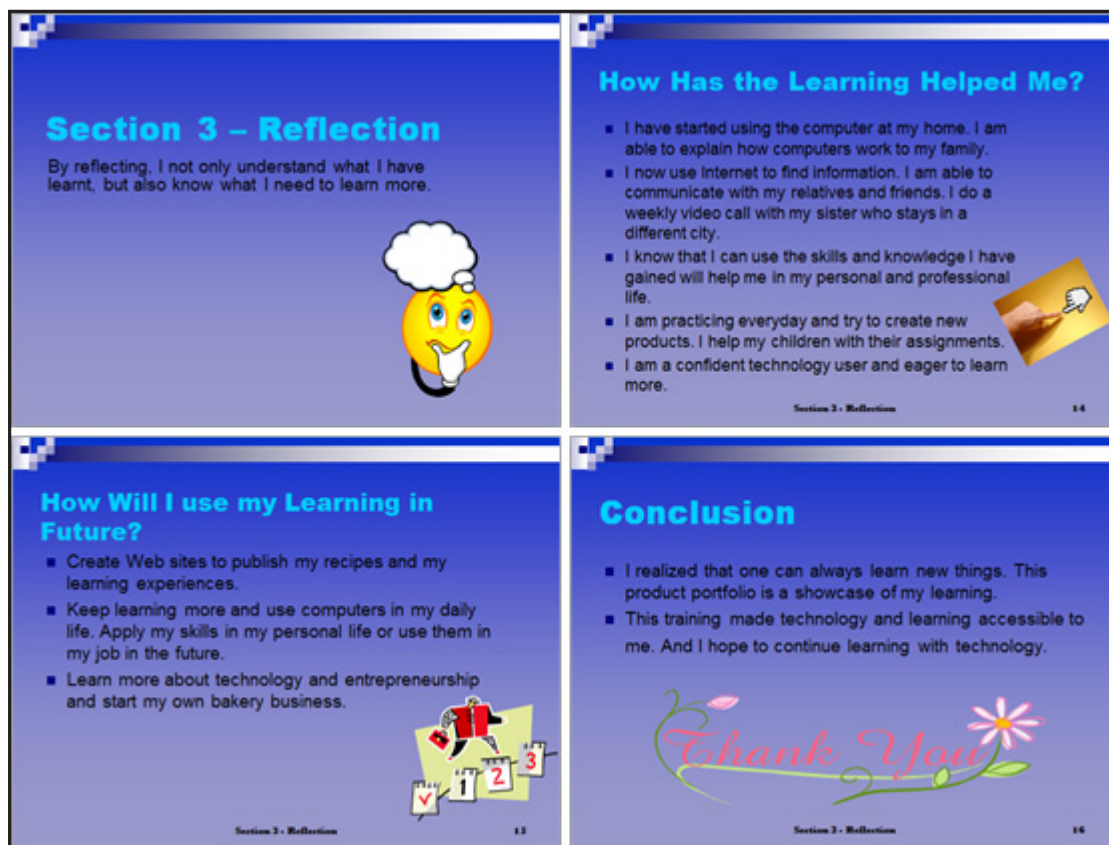 Section 3 – Reflection
By reflecting, I not only understand what I have
learnt, but also know what I need to learn more.
How Has the Learning Helped Me?
I have started using the computer at my home. I am
able to explain how computers work to my family.
I now use Internet to find information. I am able to
communicate with my relatives and friends. I do a
weekly video call with my sister who stays in a
different city.
I know that I can use the skills and knowledge I have
gained will help me in my personal and professional
life.
I am practicing everyday and try to create new
products. I help my children with their assignments.
I am a confident technology user and eager to learn
more.
Section 3 - Reflection 14
How Will I use my Learning in
Future?
Create Web sites to publish my recipes and my
learning experiences.
Keep learning more and use computers in my daily
life. Apply my skills in my personal life or use them in
my job in the future.
Learn more about technology and entrepreneurship
and start my own bakery business.
1 2 3
Section 3 - Reflection 15
Conclusion
I realized that one can always learn new things. This
product portfolio is a showcase of my learning.
This training made technology and learning accessible to
me. And I hope to continue learning with technology.
Thank You
Section 3 - Reflection 16